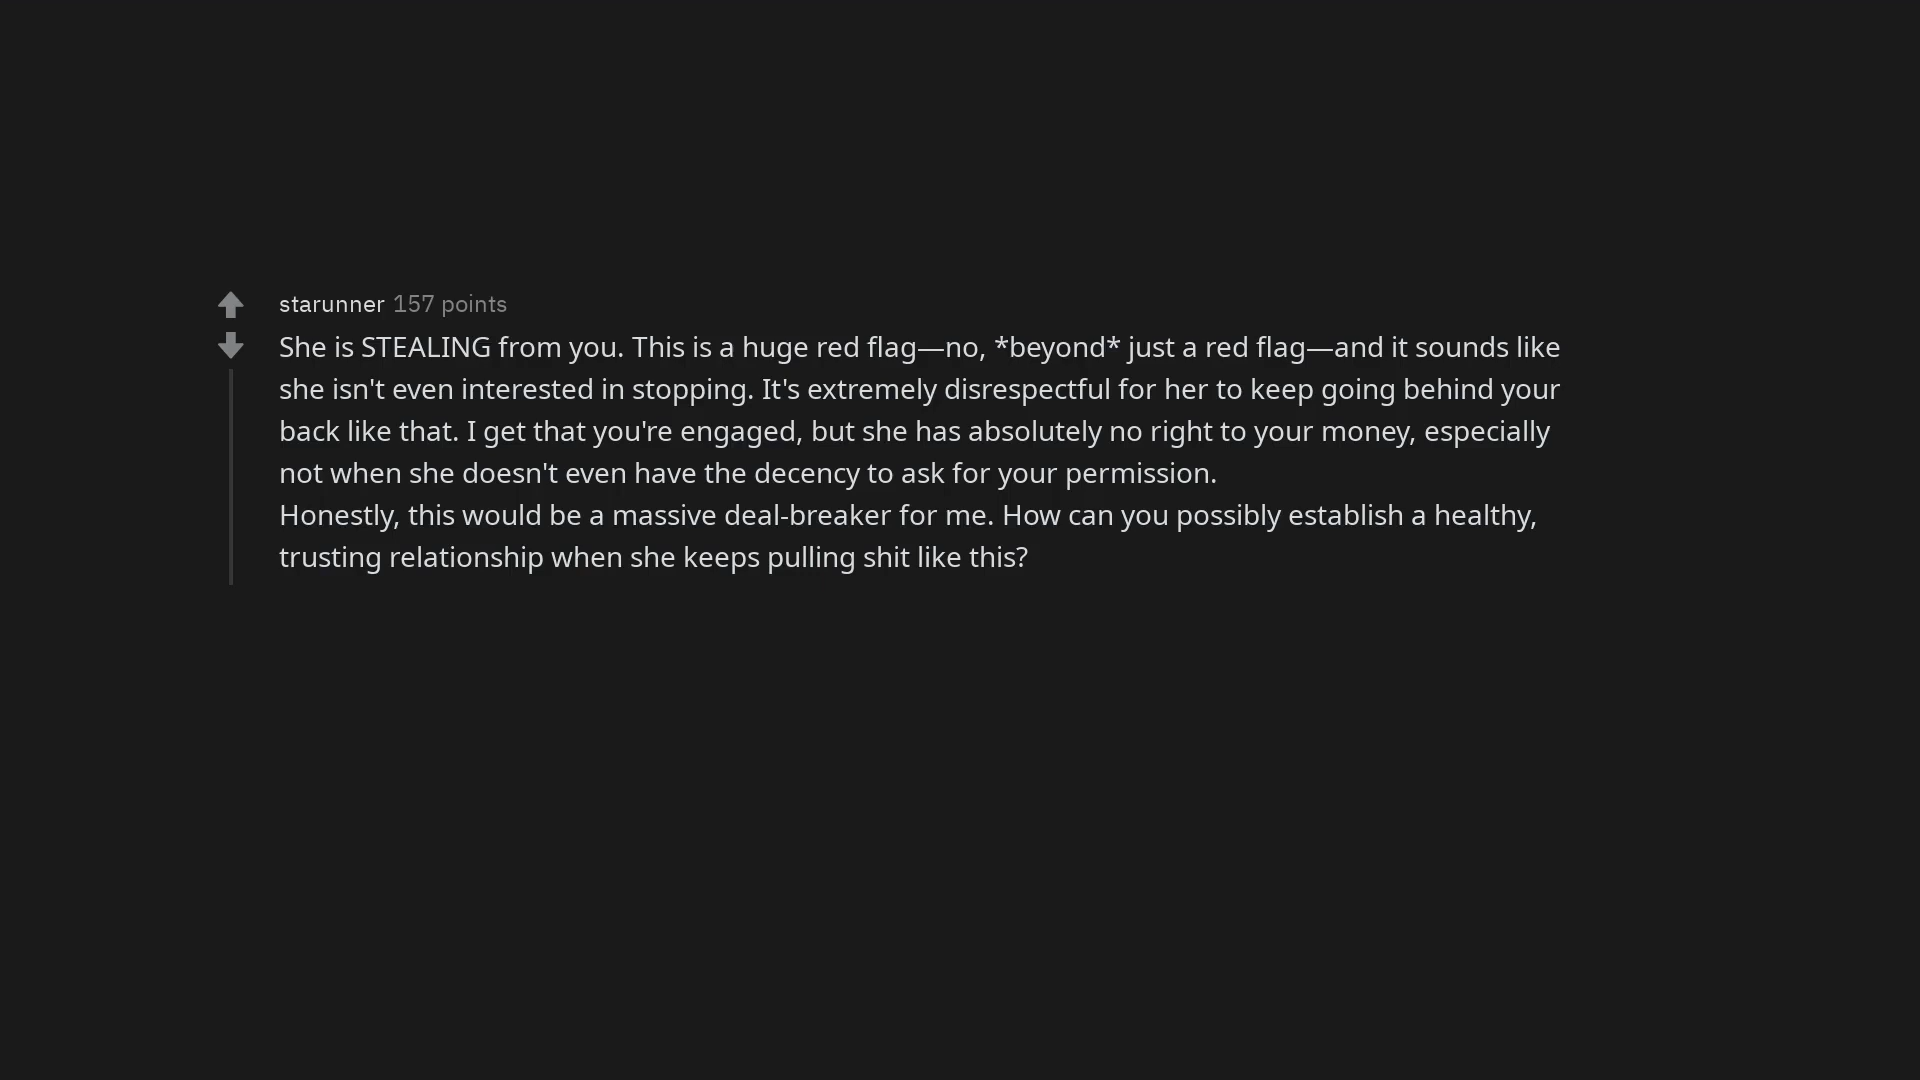 starunner 157 points
She is STEALING from you. This is a huge red flag—no, *beyond* just a red flag—and it sounds like
she isn't even interested in stopping. It's extremely disrespectful for her to keep going behind your
back like that. I get that you're engaged, but she has absolutely no right to your money, especially
not when she doesn't even have the decency to ask for your permission.
Honestly, this would be a massive deal-breaker for me. How can you possibly establish a healthy,
trusting relationship when she keeps pulling shit like this?